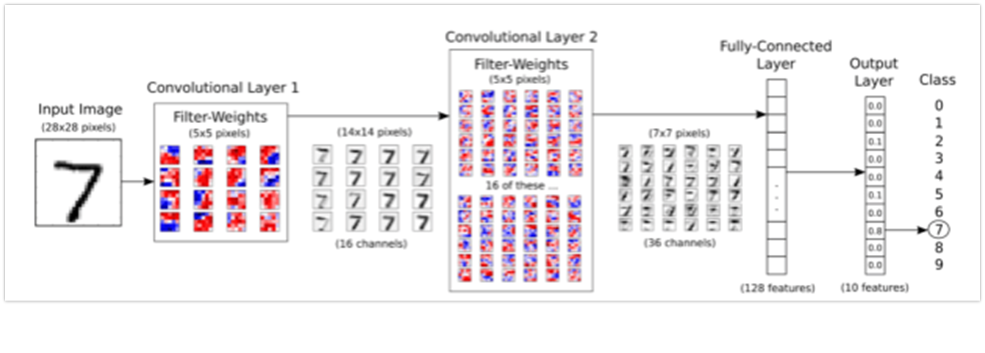 Input Image
(28x28 pixels)
7
Convolutional Layer 1
Filter-Weights
(5x5 pixels)
(14x14 pixels)
(16 channels)
Convolutional Layer 2
Filter-Weights
(5x5 pixels)
16 of these ...
(7x7 pixels)
(36 channels)
Fully-Connected
Layer
(128 features)
Output
Layer
0.0
0.0
0.1
0.0
0.0
0.1
0.0
0.8
0.0
0.0
(10 features)
Class
0
1
2
3
4
5
6
7
8
9